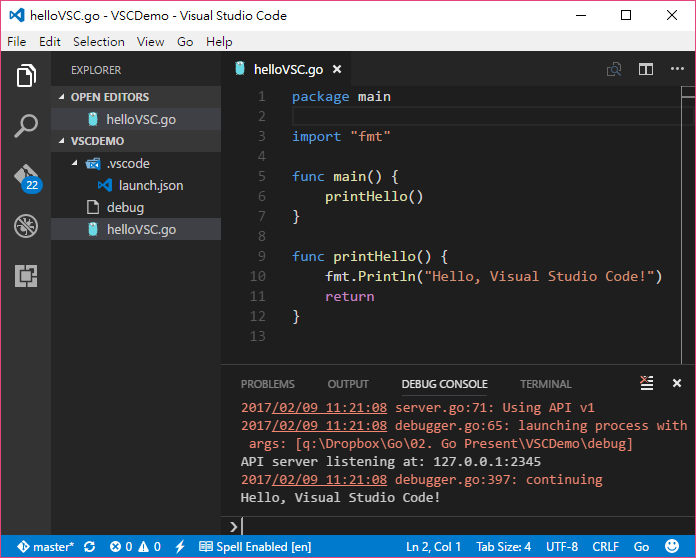 helloVSC.go - VSCDemo - Visual Studio Code
File Edit Selection View Go Help
EXPLORER
OPEN EDITORS
helloVSC.go
VSCDEMO
.vscode
launch.json
debug
helloVSC.go
22
helloVSC.go
1 package main
2
3 import "fmt"
4
5 func main() {
6 printHello()
7 }
8
9 func printHello() {
10 fmt.Println("Hello, Visual Studio Code!")
11 return
12 }
13
PROBLEMS OUTPUT DEBUG CONSOLE TERMINAL
2017/02/09 11:21:08 server.go:71: Using API v1
2017/02/09 11:21:08 debugger.go:65: launching process with
args: [q:\Dropbox\Go\02. Go Present\VSCDemo\debug]
API server listening at: 127.0.0.1:2345
2017/02/09 11:21:08 debugger.go:397: continuing
Hello, Visual Studio Code!
master* 0 0 Spell Enabled [en] Ln 2, Col 1 Tab Size: 4 UTF-8 CRLF Go